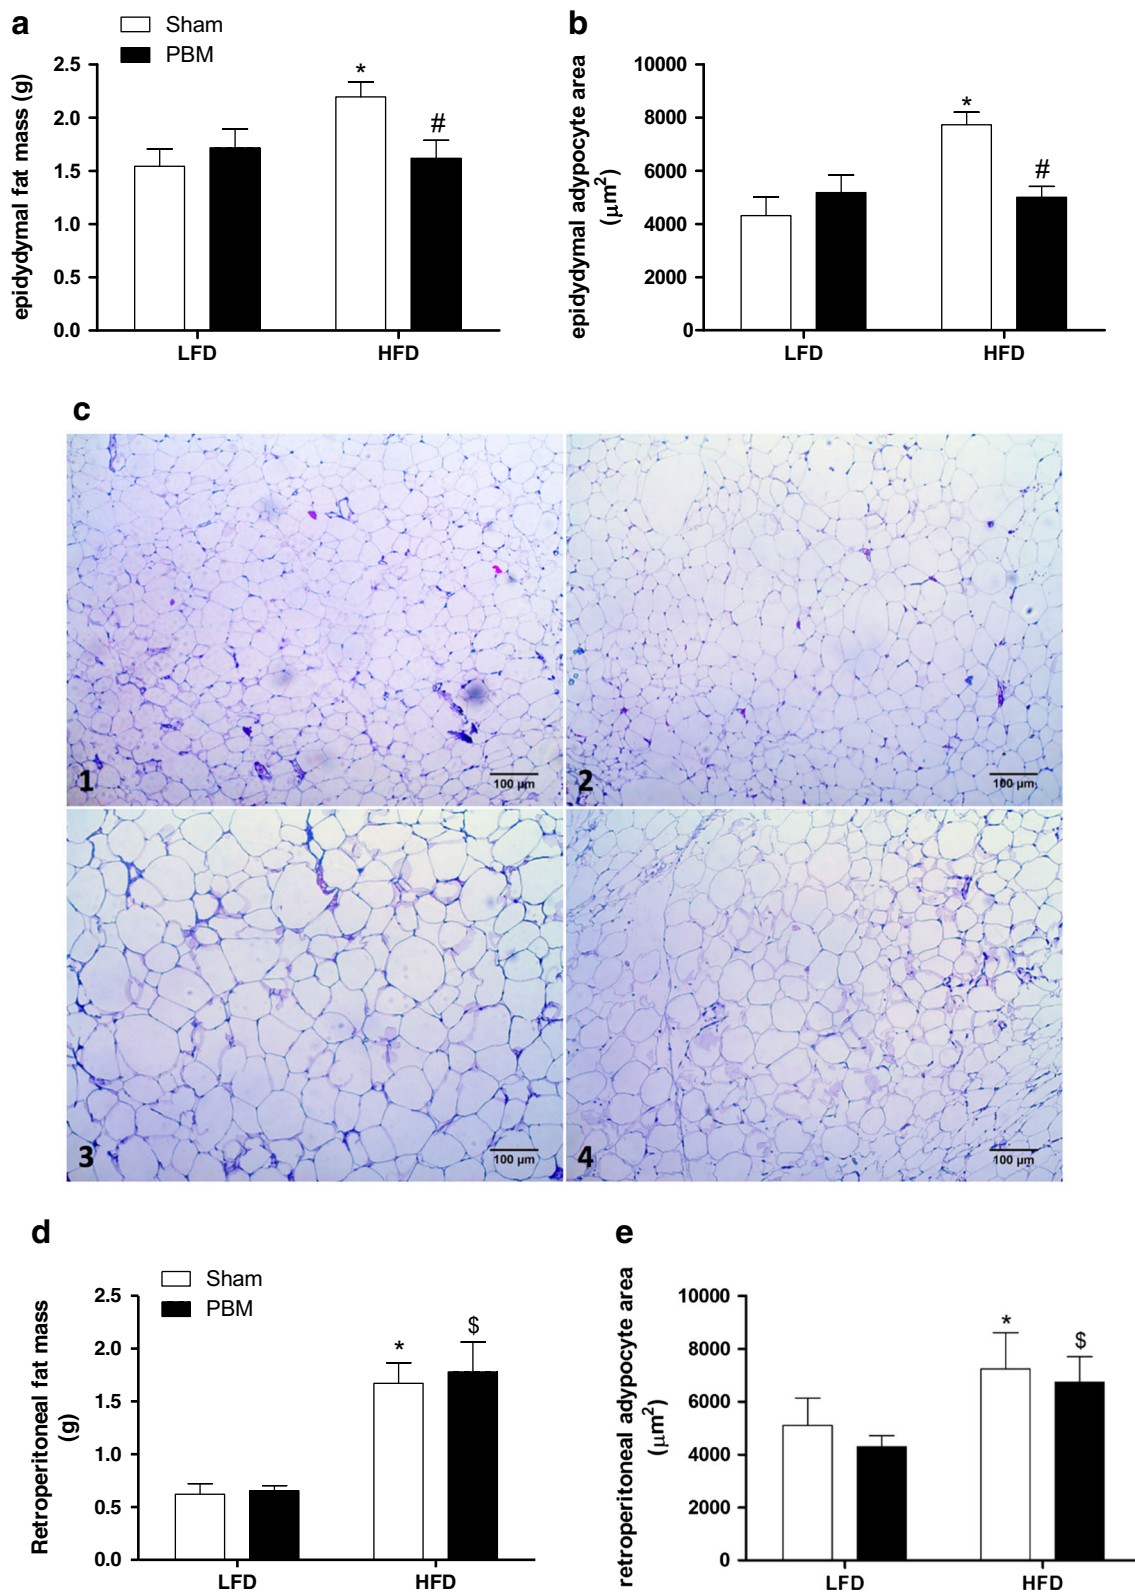 a
Sham
PBM
epidydymal fat mass (g)
2.5
2.0
1.5
1.0
0.5
0.0
*
#
LFD
HFD
b
epidydymal adypocyte area
(µm²)
10000
8000
6000
4000
2000
0
*
#
LFD
HFD
c
1
100 µm
2
100 µm
3
100 µm
4
100 µm
d
Sham
PBM
Retroperitoneal fat mass
(g)
2.5
2.0
1.5
1.0
0.5
0.0
*
$
LFD
HFD
e
retroperitoneal adypocyte area
(µm²)
10000
8000
6000
4000
2000
0
*
$
LFD
HFD